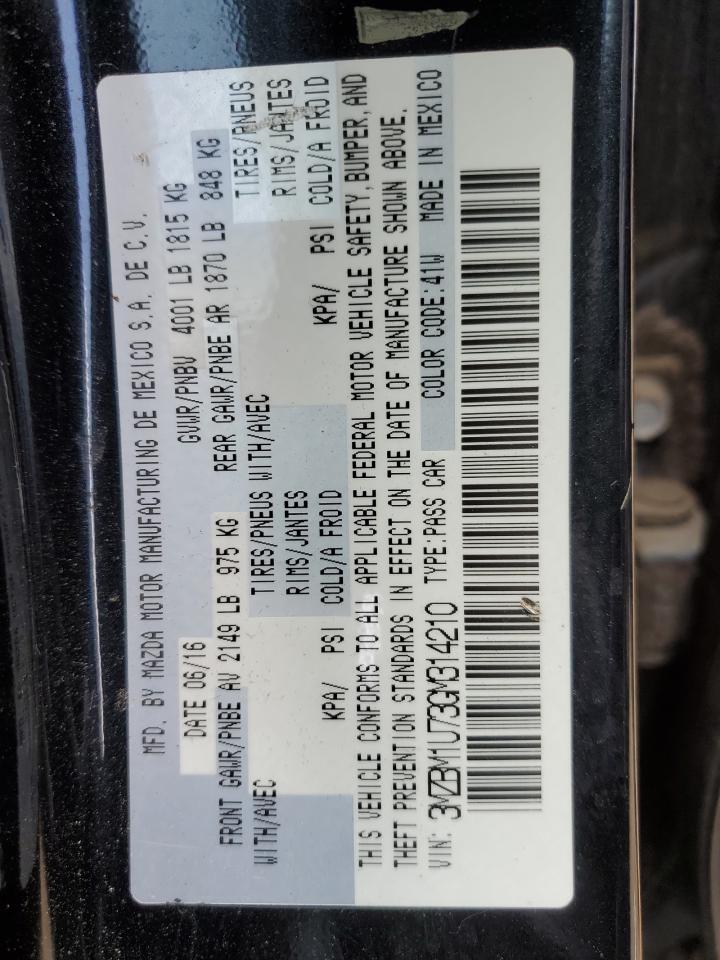 MFD. BY MAZDA MOTOR MANUFACTURING DE MEXICO S.A. DE C.V.
DATE 06/16 GVWR/PNBV 4001 LB 1815 KG
FRONT GAWR/PNBE AV 2149 LB 975 KG REAR GAWR/PNBE AR 1870 LB 848 KG
WITH/AVEC TIRES/PNEUS WITH/AVEC TIRES/PNEUS
RIMS/JANTES RIMS/JANTES
KPA/ PSI COLD/A FROID KPA/ PSI COLD/A FROID
THIS VEHICLE CONFORMS TO ALL APPLICABLE FEDERAL MOTOR VEHICLE SAFETY, BUMPER, AND
THEFT PREVENTION STANDARDS IN EFFECT ON THE DATE OF MANUFACTURE SHOWN ABOVE.
VIN: 3MZBM1U73GM314210 TYPE:PASS CAR COLOR CODE:41W MADE IN MEXICO